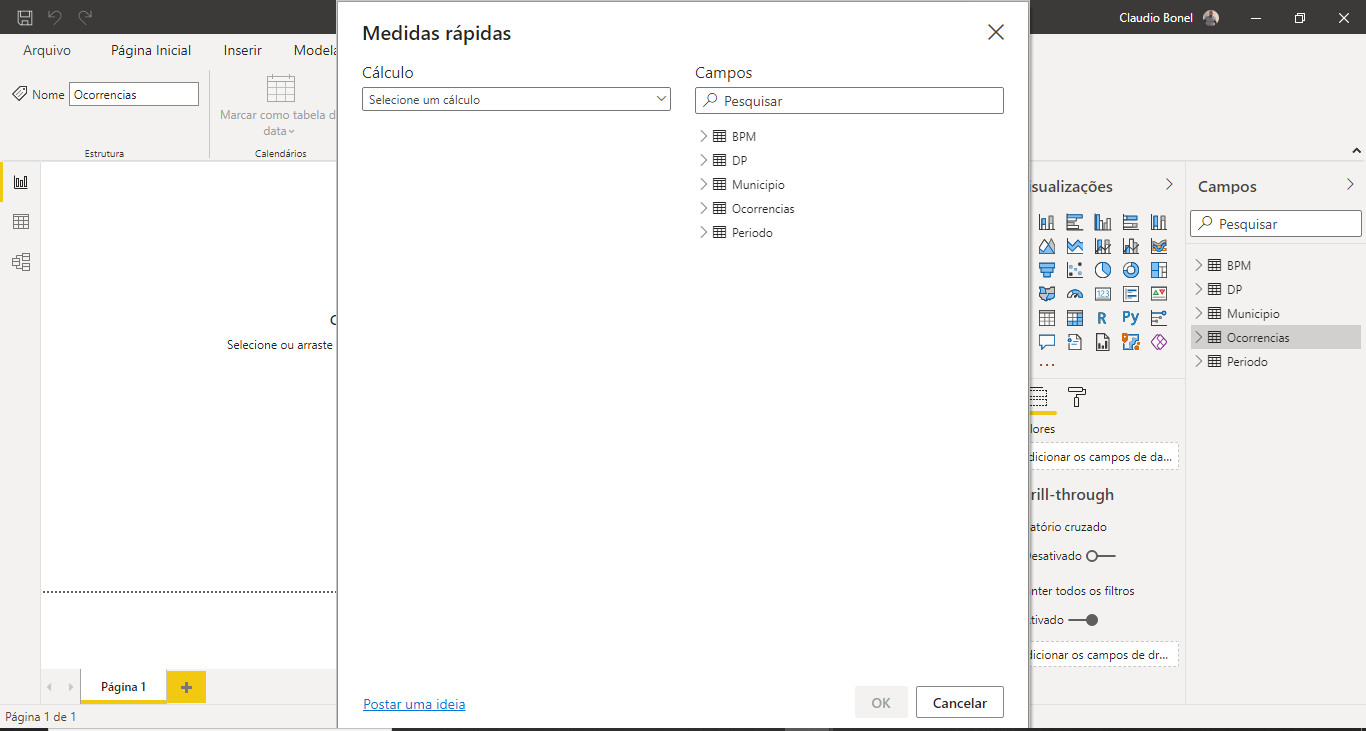 Claudio Bonel
Arquivo
Página Inicial
Inserir
Modela
Nome
Ocorrencias
Marcar como tabela d
data
Estrutura
Calendários
Selecione ou arraste
Página 1
Página 1 de 1
Medidas rápidas
Cálculo
Selecione um cálculo
Campos
Pesquisar
BPM
DP
Municipio
Ocorrencias
Periodo
Postar uma ideia
OK
Cancelar
sualizações
123
R
Py
...
lores
dicionar os campos de da...
rill-through
atório cruzado
Desativado
nter todos os filtros
tivado
dicionar os campos de dr...
Campos
Pesquisar
BPM
DP
Municipio
Ocorrencias
Periodo